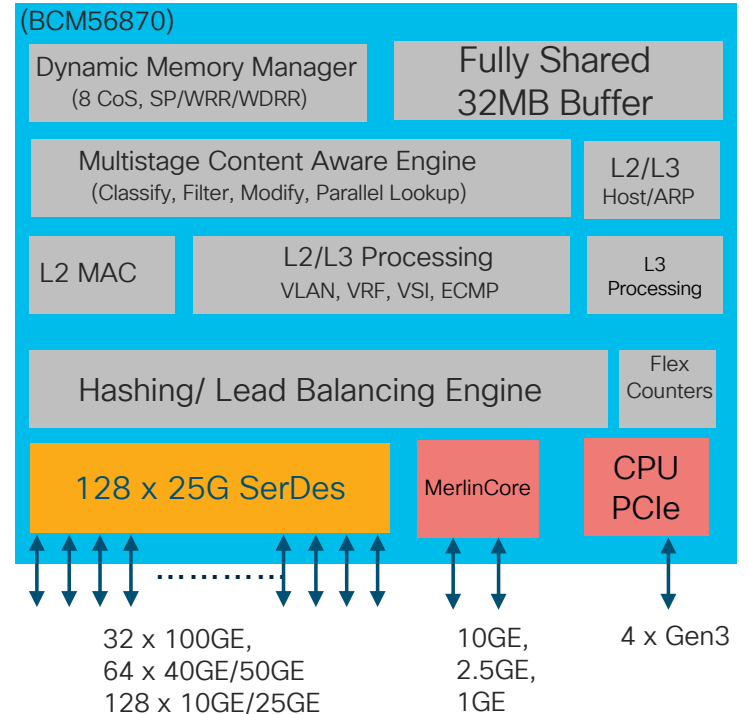 (BCM56870)
Dynamic Memory Manager
(8 CoS, SP/WRR/WDRR)
Fully Shared
32MB Buffer
Multistage Content Aware Engine
(Classify, Filter, Modify, Parallel Lookup)
L2/L3
Host/ARP
L2 MAC
L2/L3 Processing
VLAN, VRF, VSI, ECMP
L3
Processing
Hashing/ Lead Balancing Engine
Flex
Counters
128 x 25G SerDes
MerlinCore
CPU
PCIe
32 x 100GE,
64 x 40GE/50GE
128 x 10GE/25GE
10GE,
2.5GE,
1GE
4 x Gen3